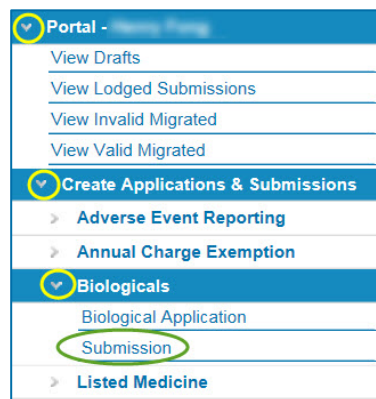 Portal -
View Drafts
View Lodged Submissions
View Invalid Migrated
View Valid Migrated
Create Applications & Submissions
Adverse Event Reporting
Annual Charge Exemption
Biologicals
Biological Application
Submission
Listed Medicine